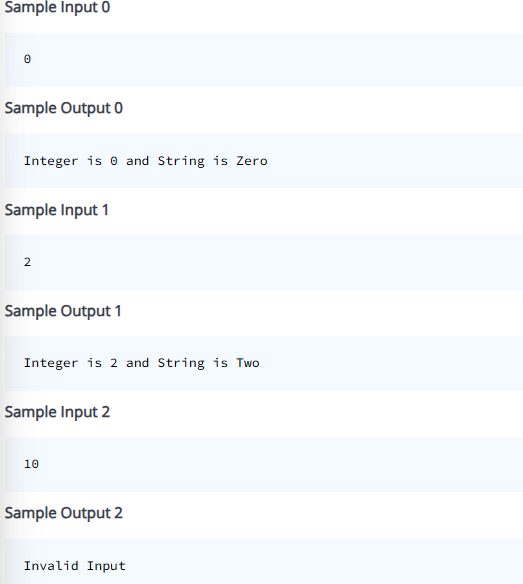 Sample Input 0
0
Sample Output 0
Integer is 0 and String is Zero
Sample Input 1
2
Sample Output 1
Integer is 2 and String is Two
Sample Input 2
10
Sample Output 2
Invalid Input